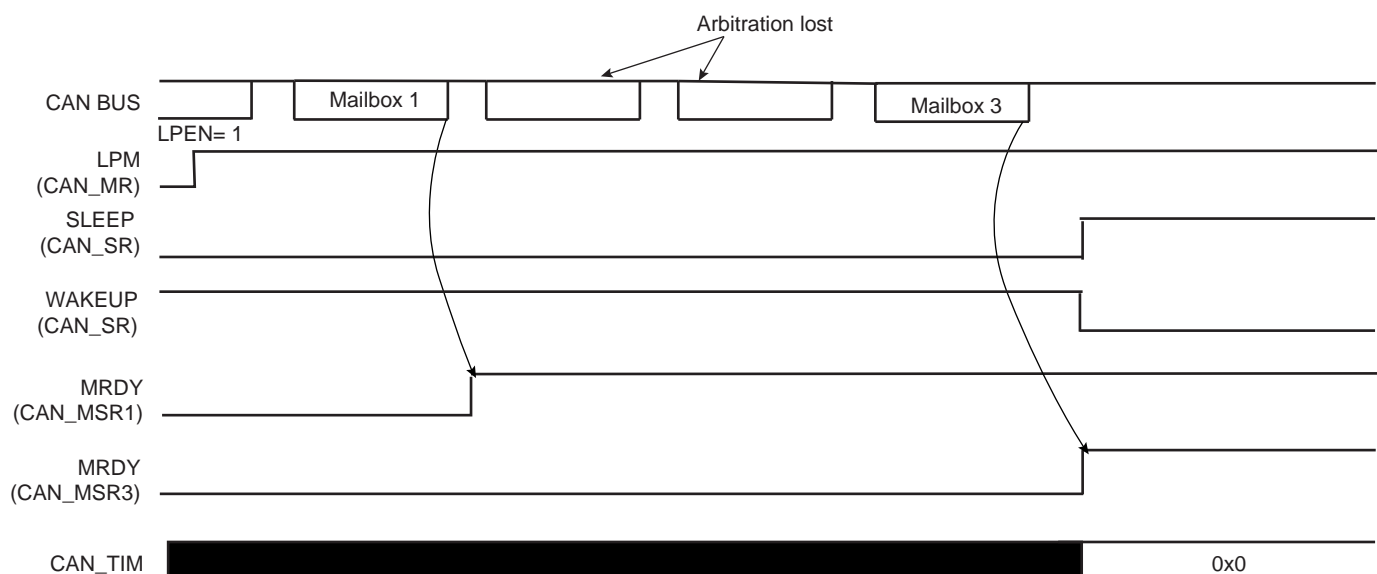 Arbitration lost
CAN BUS
Mailbox 1
Mailbox 3
LPEN= 1
LPM
(CAN_MR)
SLEEP
(CAN_SR)
WAKEUP
(CAN_SR)
MRDY
(CAN_MSR1)
MRDY
(CAN_MSR3)
CAN_TIM
0x0